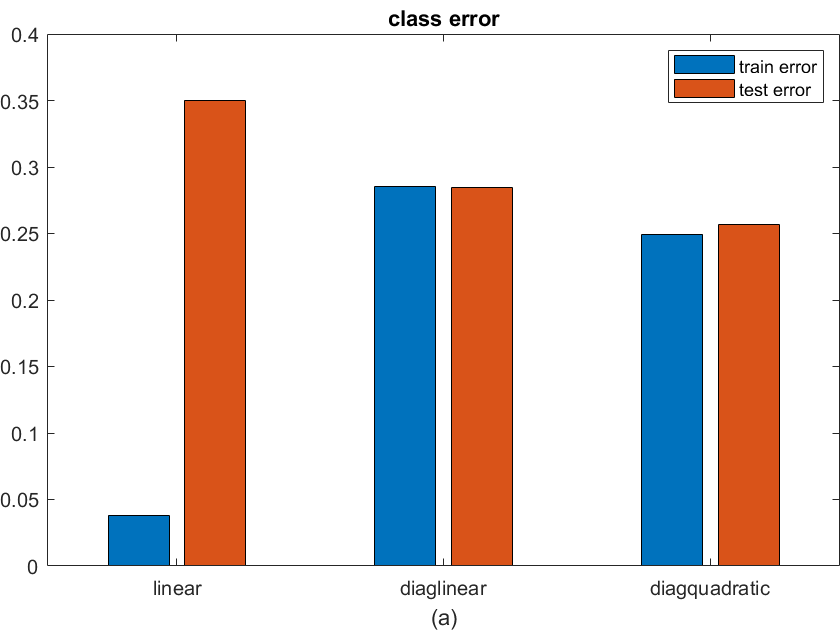 class error
train error
test error
0.4
0.35
0.3
0.25
0.2
0.15
0.1
0.05
0
linear diaglinear diagquadratic
(a)